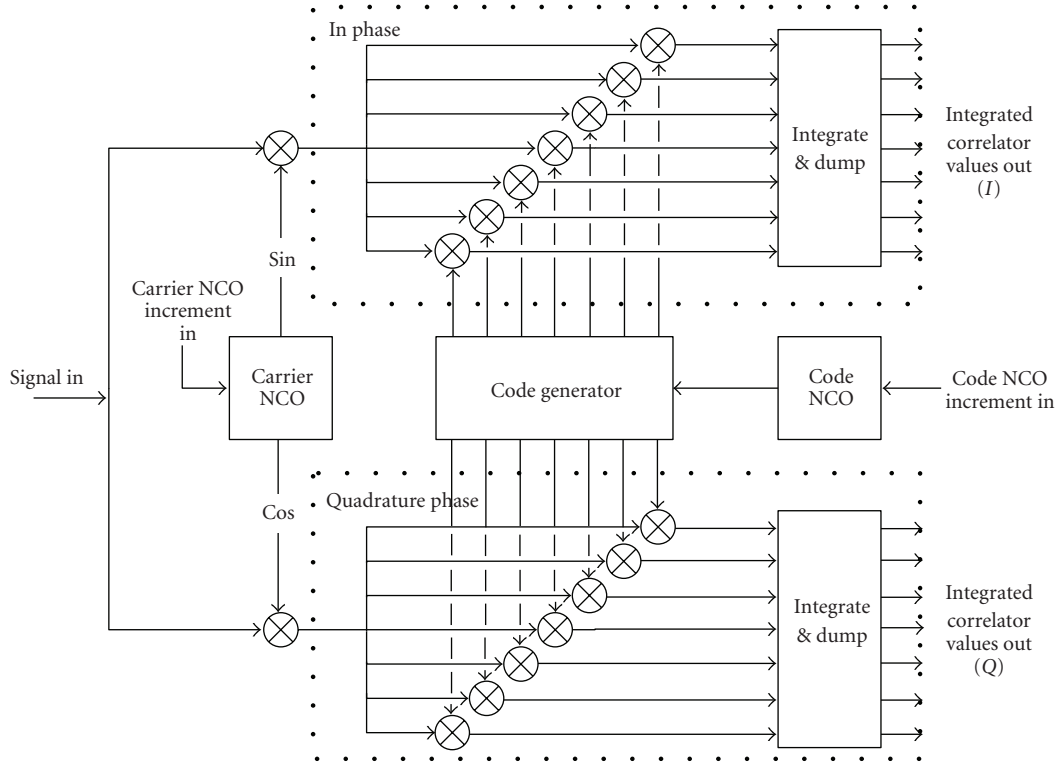 In phase
Integrate
& dump
Integrated
correlator
values out
(I)
Sin
Carrier NCO
increment
in
Signal in
Carrier
NCO
Code generator
Code
NCO
Code NCO
increment in
Cos
Quadrature phase
Integrate
& dump
Integrated
correlator
values out
(Q)